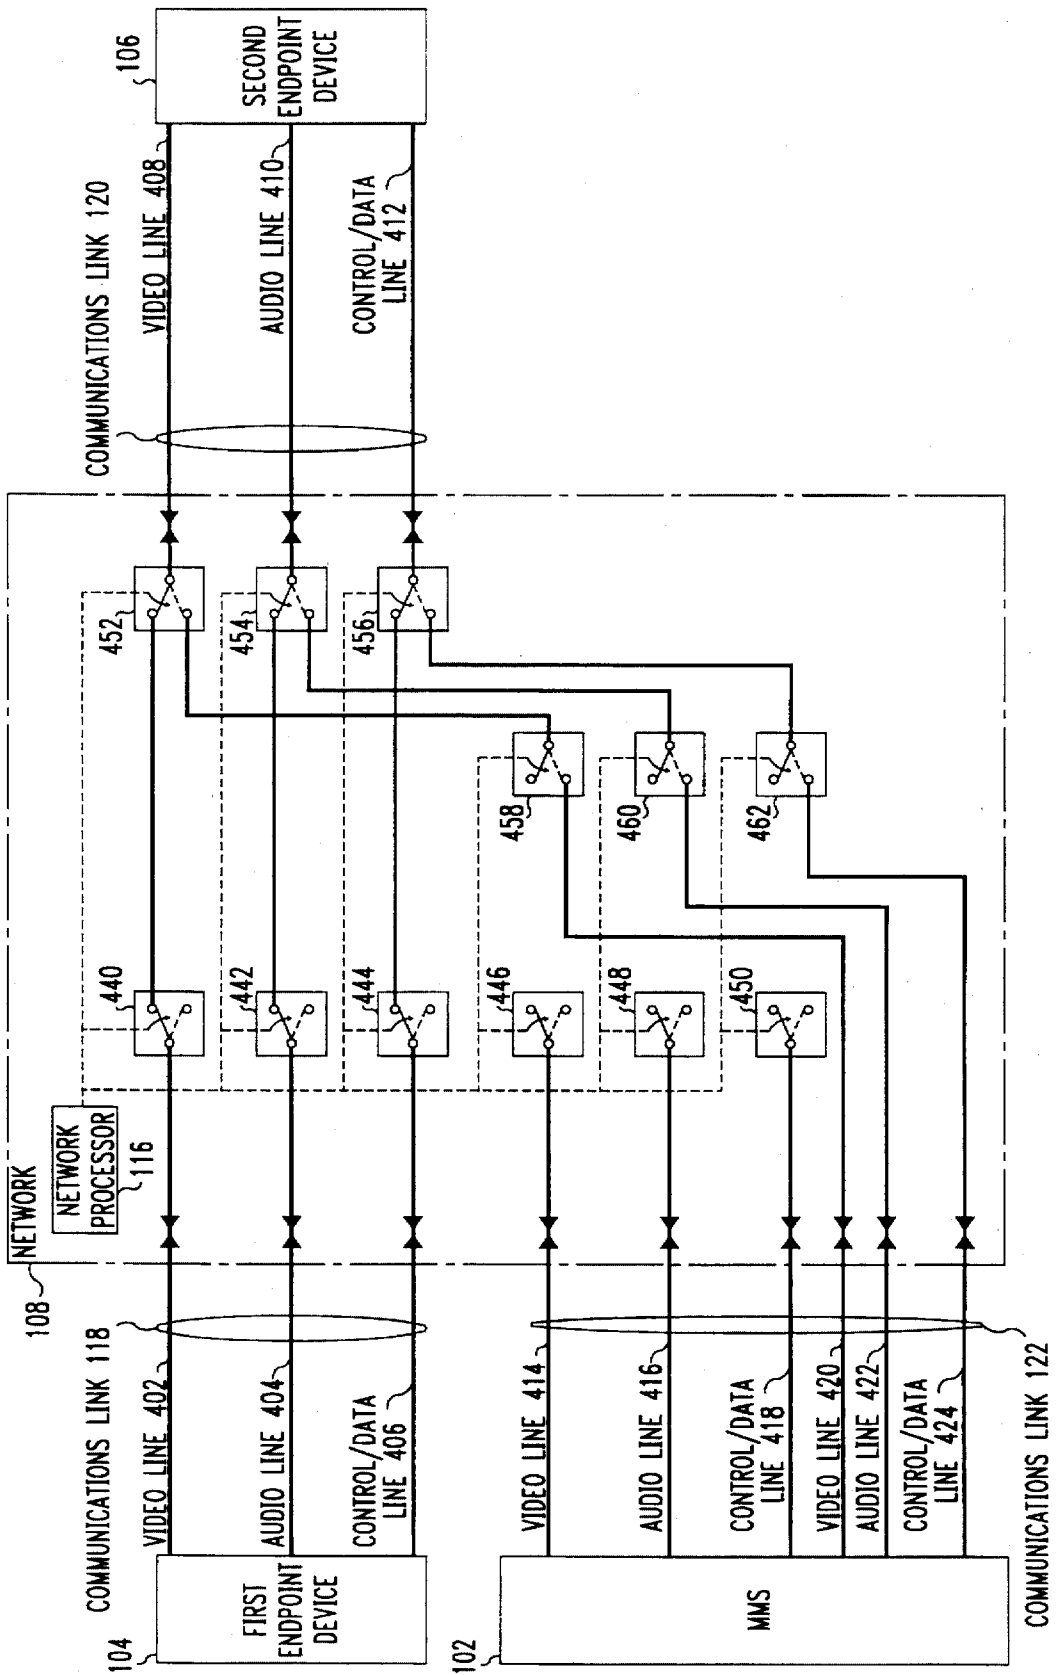 108
NETWORK
NETWORK
PROCESSOR
116
COMMUNICATIONS LINK 118
COMMUNICATIONS LINK 120
104
FIRST
ENDPOINT
DEVICE
VIDEO LINE 402
AUDIO LINE 404
CONTROL/DATA
LINE 406
440
442
444
452
454
456
VIDEO LINE 408
AUDIO LINE 410
CONTROL/DATA
LINE 412
106
SECOND
ENDPOINT
DEVICE
102
MMS
VIDEO LINE 414
AUDIO LINE 416
CONTROL/DATA
LINE 418
VIDEO LINE 420
AUDIO LINE 422
CONTROL/DATA
LINE 424
446
448
450
458
460
462
COMMUNICATIONS LINK 122